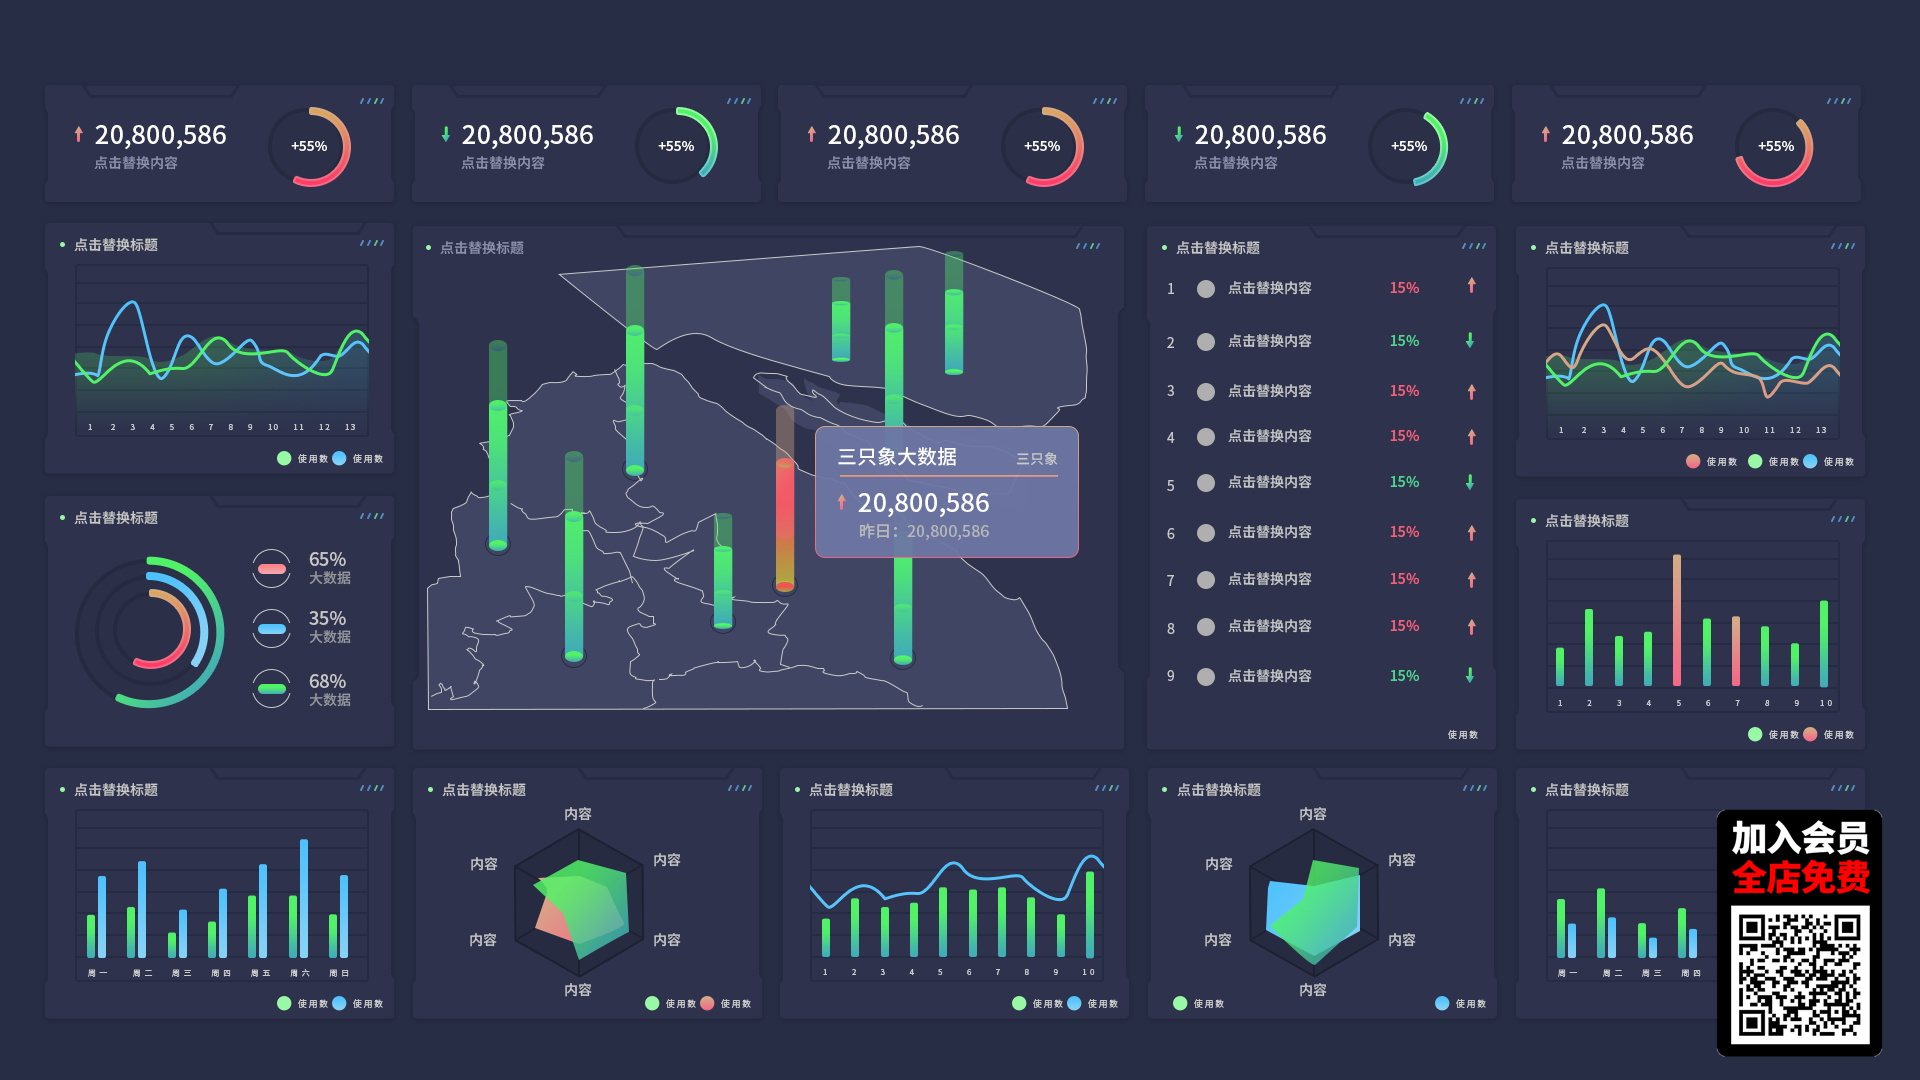 20,800,586
点击替换内容
+55%
20,800,586
点击替换内容
+55%
20,800,586
点击替换内容
+55%
20,800,586
点击替换内容
+55%
20,800,586
点击替换内容
+55%
点击替换标题
1 2 3 4 5 6 7 8 9 10 11 12 13
使用数 使用数
点击替换标题
65%
大数据
35%
大数据
68%
大数据
点击替换标题
三只象大数据 三只象
20,800,586
昨日：20,800,586
点击替换标题
1 点击替换内容 15%
2 点击替换内容 15%
3 点击替换内容 15%
4 点击替换内容 15%
5 点击替换内容 15%
6 点击替换内容 15%
7 点击替换内容 15%
8 点击替换内容 15%
9 点击替换内容 15%
使用数
点击替换标题
1 2 3 4 5 6 7 8 9 10 11 12 13
使用数 使用数 使用数
点击替换标题
1 2 3 4 5 6 7 8 9 10
使用数 使用数
点击替换标题
周一 周二 周三 周四 周五 周六 周日
使用数 使用数
点击替换标题
内容
内容 内容
内容 内容
内容
使用数 使用数
点击替换标题
1 2 3 4 5 6 7 8 9 10
使用数 使用数
点击替换标题
内容
内容 内容
内容 内容
内容
使用数 使用数
点击替换标题
周一 周二 周三 周四
加入会员
全店免费